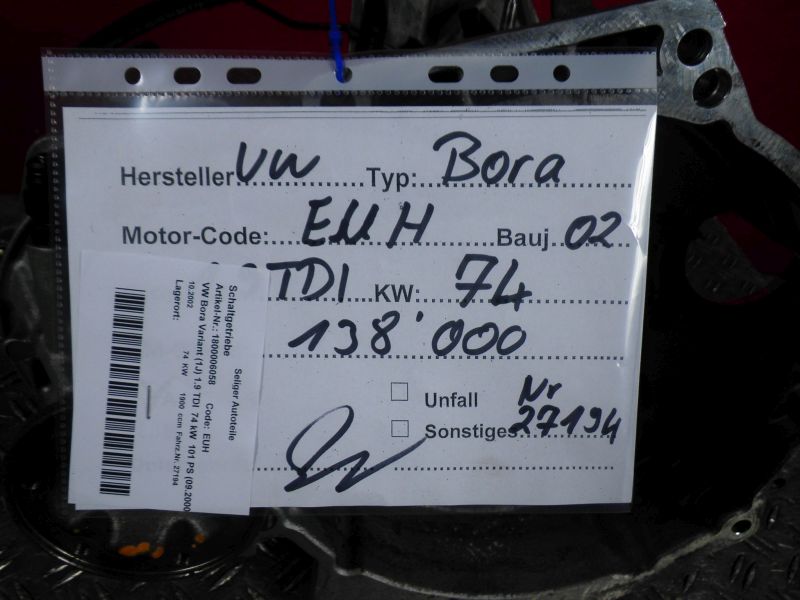 Hersteller: VW Typ: Bora
Motor-Code: EUH Bauj 02
TDI KW 74
138'000
Unfall
Nr
Sonstiges 27194
Schaltgetriebe Seliger Autoteile
Artikel-Nr.: 1800006058 Code: EUH
VW Bora Variant (1J) 1.9 TDI 74 kW 101 PS (09.2000
10.2002 74 KW 1900 ccm Fahrz.Nr. 27194
Lagerort: